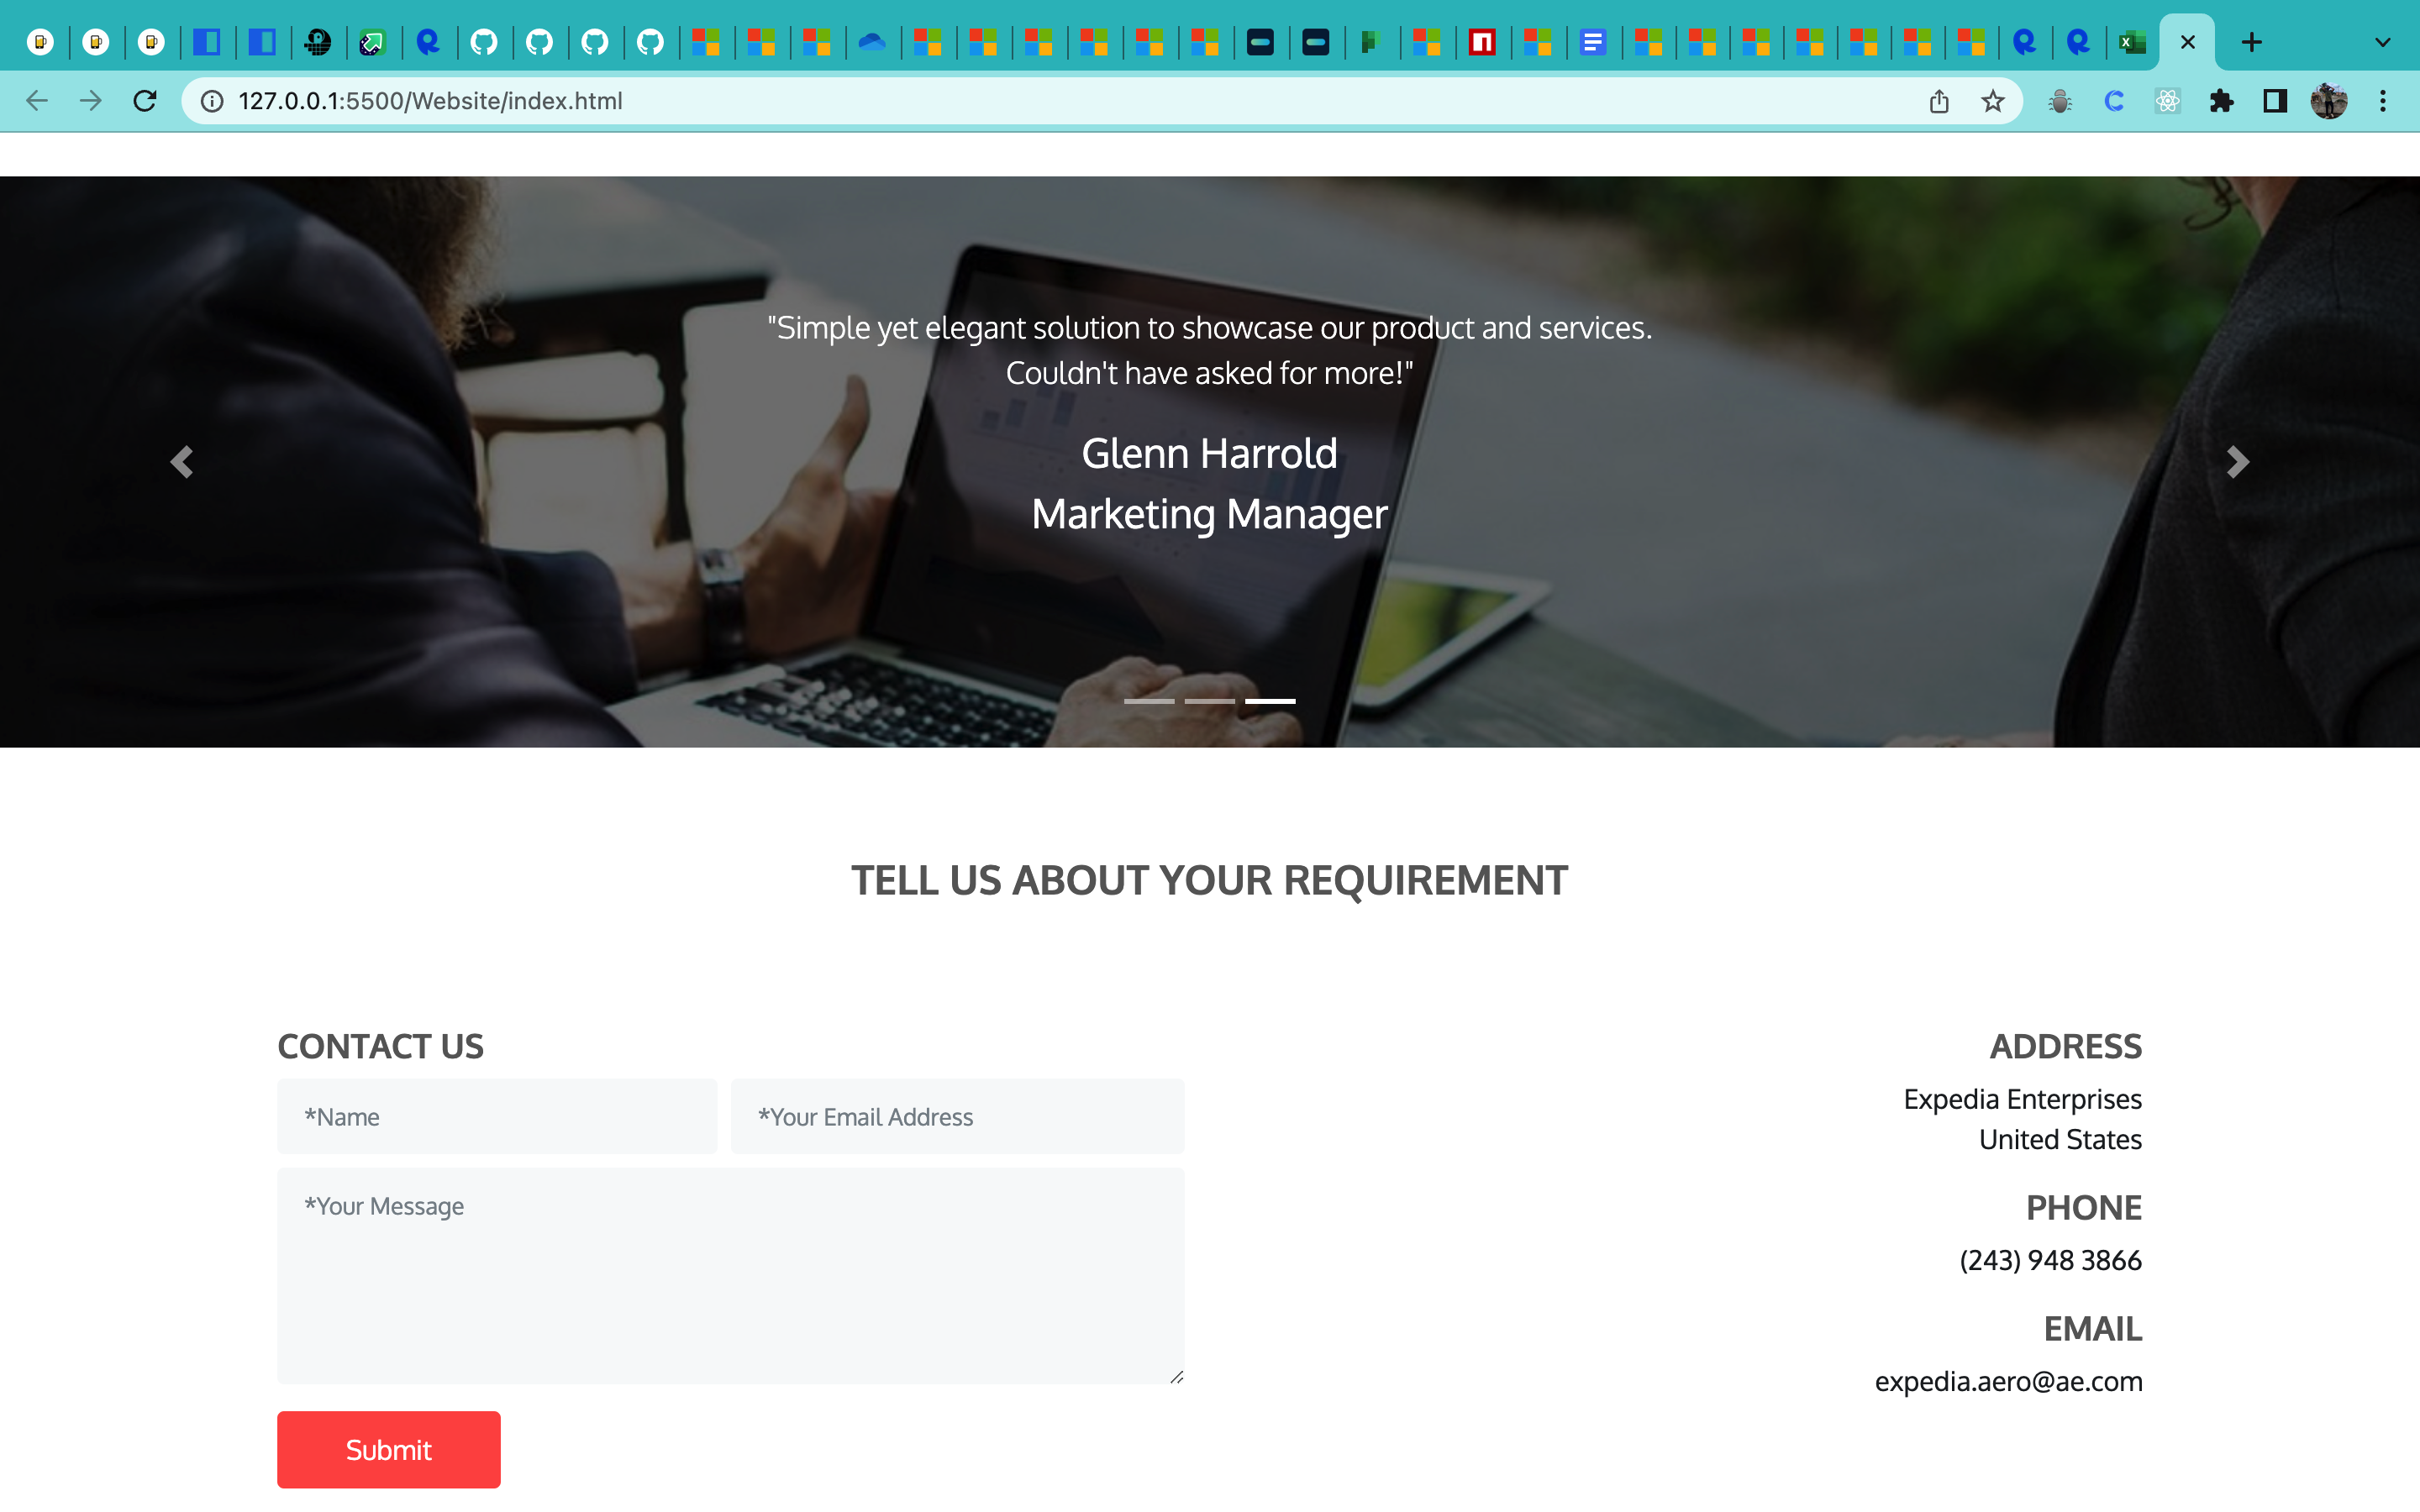 127.0.0.1:5500/Website/index.html
"Simple yet elegant solution to showcase our product and services.
Couldn't have asked for more!"
Glenn Harrold
Marketing Manager
TELL US ABOUT YOUR REQUIREMENT
CONTACT US
*Name
*Your Email Address
*Your Message
Submit
ADDRESS
Expedia Enterprises
United States
PHONE
(243) 948 3866
EMAIL
expedia.aero@ae.com